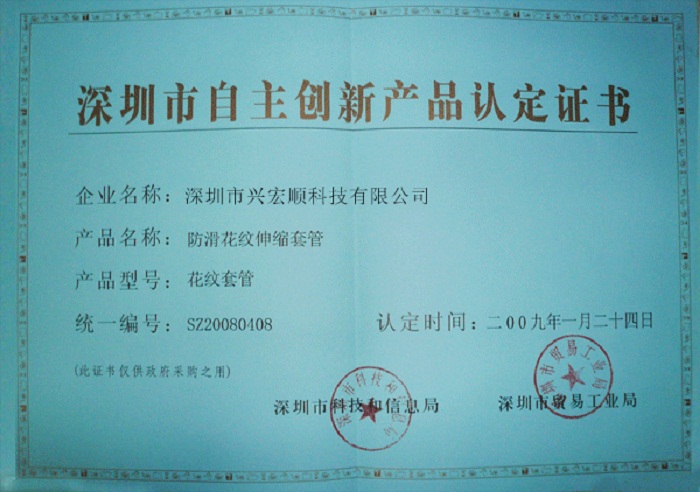 深圳市自主创新产品认定证书
企业名称：深圳市兴宏顺科技有限公司
产品名称：防滑花纹伸缩套管
产品型号：花纹套管
统一编号：SZ20080408
认定时间：二00九年一月二十四日
(此证书仅供政府采购之用)
深圳市科技和信息局
深圳市贸易工业局